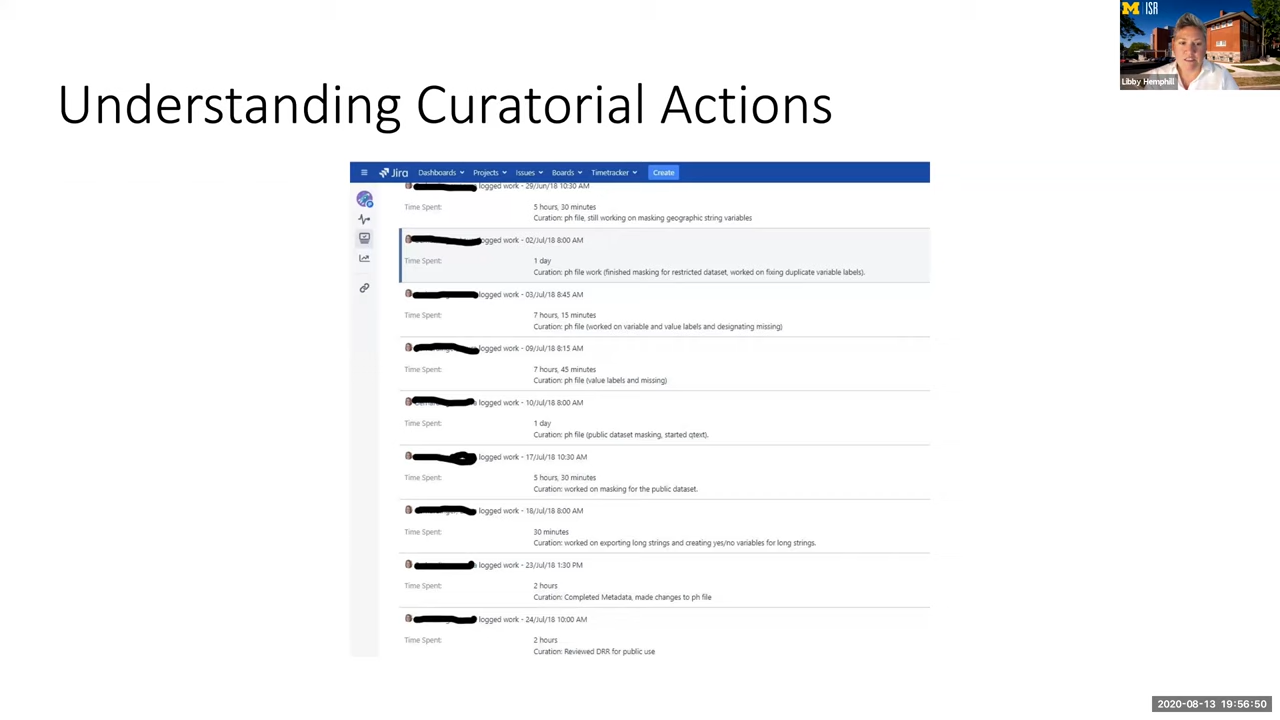 M ISR
Libby Hemphill
Understanding Curatorial Actions
Jira Dashboards Projects Issues Boards Timetracker Create
logged work - 29/Jun/18 10:30 AM
Time Spent: 5 hours, 30 minutes
Curation: ph file, still working on masking geographic string variables
logged work - 02/Jul/18 8:00 AM
Time Spent: 1 day
Curation: ph file work (finished masking for restricted dataset, worked on fixing duplicate variable labels).
logged work - 03/Jul/18 8:45 AM
Time Spent: 7 hours, 15 minutes
Curation: ph file (worked on variable and value labels and designating missing)
logged work - 09/Jul/18 8:15 AM
Time Spent: 7 hours, 45 minutes
Curation: ph file (value labels and missing)
logged work - 10/Jul/18 8:00 AM
Time Spent: 1 day
Curation: ph file (public dataset masking, started qtext).
logged work - 17/Jul/18 10:30 AM
Time Spent: 5 hours, 30 minutes
Curation: worked on masking for the public dataset.
logged work - 18/Jul/18 8:00 AM
Time Spent: 30 minutes
Curation: worked on exporting long strings and creating yes/no variables for long strings.
logged work - 23/Jul/18 1:30 PM
Time Spent: 2 hours
Curation: Completed Metadata, made changes to ph file
logged work - 24/Jul/18 10:00 AM
Time Spent: 2 hours
Curation: Reviewed DRR for public use
2020-08-13 19:56:50